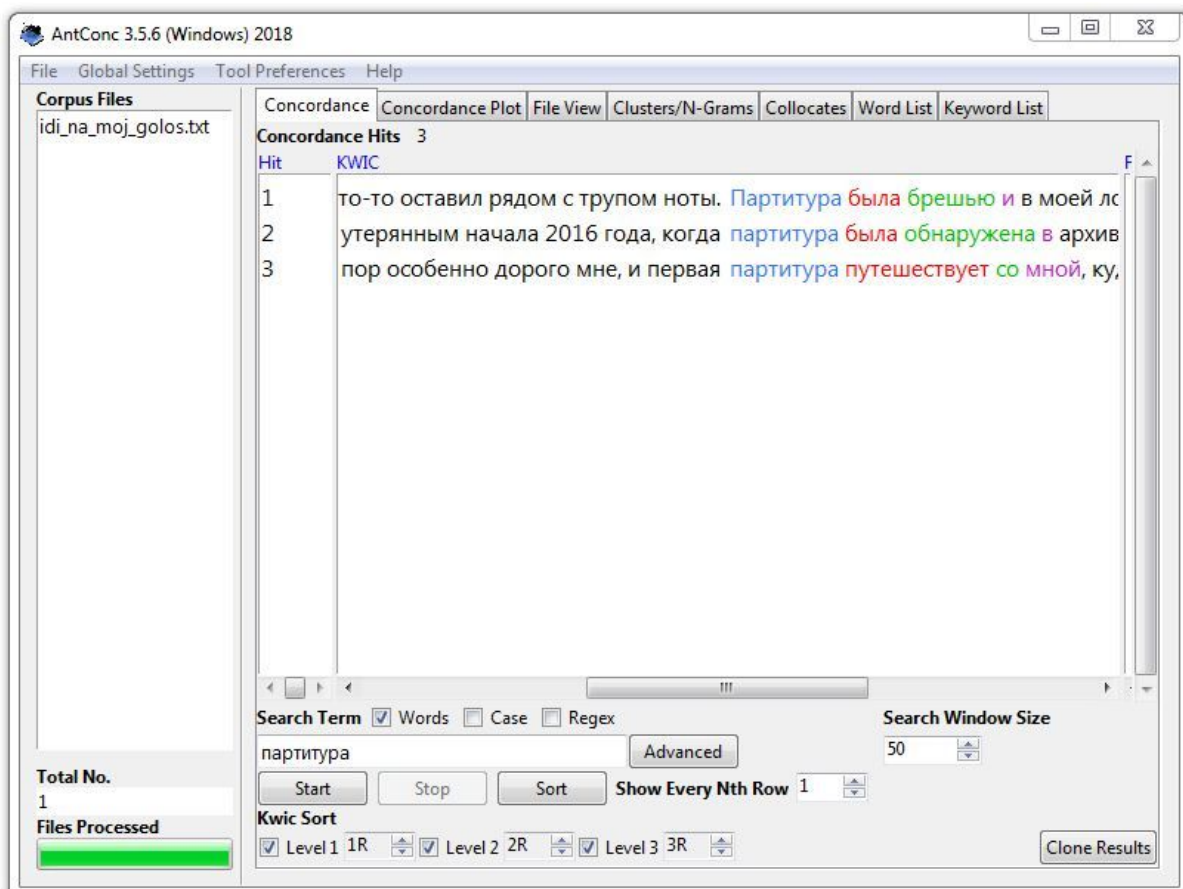 AntConc 3.5.6 (Windows) 2018
File Global Settings Tool Preferences Help
Corpus Files
idi_na_moj_golos.txt
Concordance Concordance Plot File View Clusters/N-Grams Collocates Word List Keyword List
Concordance Hits 3
Hit KWIC F
1 то-то оставил рядом с трупом ноты. Партитура была брешью и в моей ло
2 утерянным начала 2016 года, когда партитура была обнаружена в архив
3 пор особенно дорого мне, и первая партитура путешествует со мной, ку,
Search Term Words Case Regex Search Window Size
партитура Advanced 50
Total No.
1
Start Stop Sort Show Every Nth Row 1
Files Processed
Kwic Sort
Level 1 1R Level 2 2R Level 3 3R Clone Results